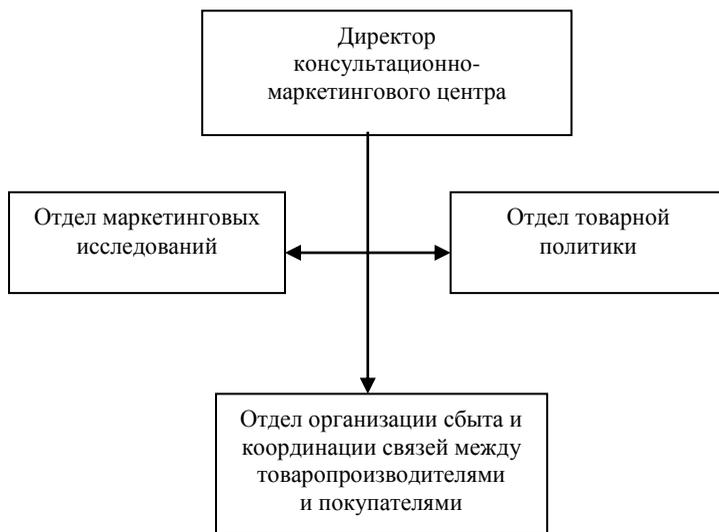 Директор
консультационно-
маркетингового центра
Отдел маркетинговых
исследований
Отдел товарной
политики
Отдел организации сбыта и
координации связей между
товаропроизводителями
и покупателями